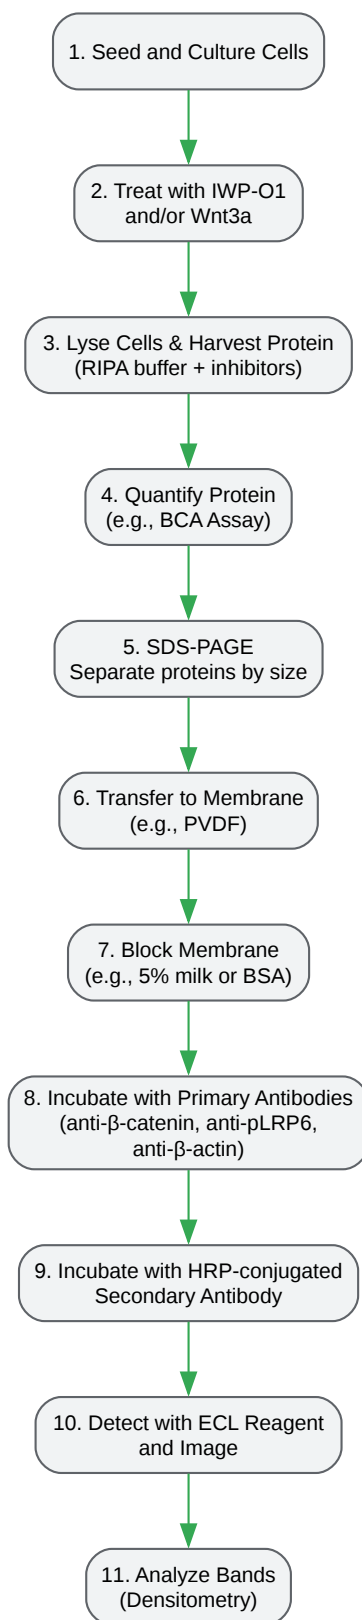 1. Seed and Culture Cells
2. Treat with IWP-O1
and/or Wnt3a
3. Lyse Cells & Harvest Protein
(RIPA buffer + inhibitors)
4. Quantify Protein
(e.g., BCA Assay)
5. SDS-PAGE
Separate proteins by size
6. Transfer to Membrane
(e.g., PVDF)
7. Block Membrane
(e.g., 5% milk or BSA)
8. Incubate with Primary Antibodies
(anti-β-catenin, anti-pLRP6,
anti-β-actin)
9. Incubate with HRP-conjugated
Secondary Antibody
10. Detect with ECL Reagent
and Image
11. Analyze Bands
(Densitometry)